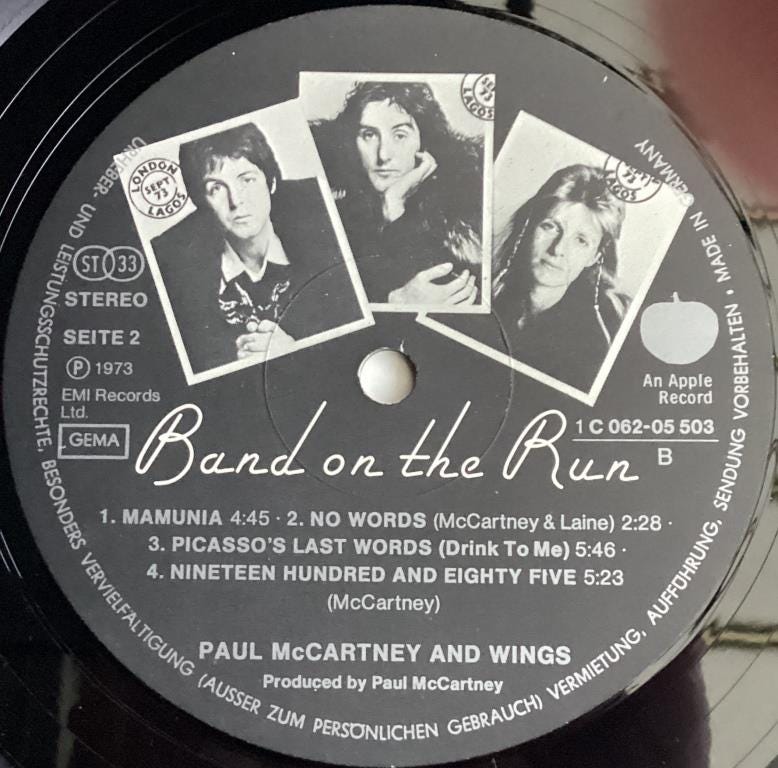 LONDON
SEPT
73
LAGOS
73
LAGOS
73
LAGOS
ST 33
STEREO
SEITE 2
Ⓟ 1973
EMI Records
Ltd.
GEMA
An Apple
Record
1 C 062-05 503
B
Band on the Run
1. MAMUNIA 4:45 · 2. NO WORDS (McCartney & Laine) 2:28 ·
3. PICASSO'S LAST WORDS (Drink To Me) 5:46 ·
4. NINETEEN HUNDRED AND EIGHTY FIVE 5:23
(McCartney)
PAUL McCARTNEY AND WINGS
Produced by Paul McCartney
URHEBER- UND LEISTUNGSSCHUTZRECHTE, BESONDERS VERVIELFÄLTIGUNG (AUSSER ZUM PERSÖNLICHEN GEBRAUCH) VERMIETUNG, AUFFÜHRUNG, SENDUNG VORBEHALTEN • MADE IN GERMANY